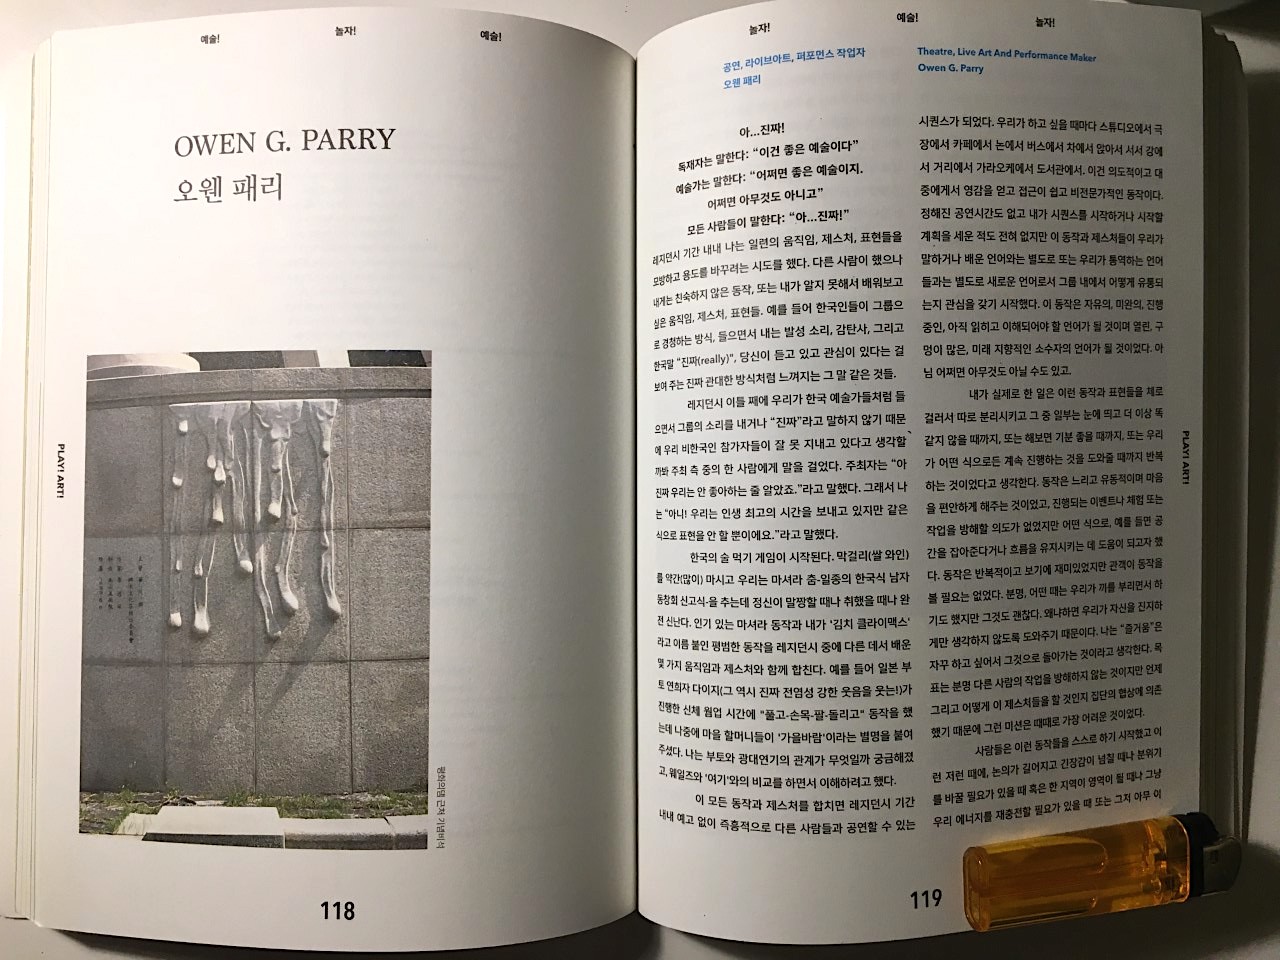 예술!
놀자!
예술!
OWEN G. PARRY
오웬 패리
PLAY! ART!
평화의댐 근처 기념비석
118
놀자!
예술!
놀자!
공연, 라이브아트, 퍼포먼스 작업자
오웬 패리
Theatre, Live Art And Performance Maker
Owen G. Parry
아...진짜!
독재자는 말한다: “이건 좋은 예술이다”
예술가는 말한다: “어쩌면 좋은 예술이지.
어쩌면 아무것도 아니고”
모든 사람들이 말한다: “아...진짜!”
레지던시 기간 내내 나는 일련의 움직임, 제스처, 표현들을
모방하고 용도를 바꾸려는 시도를 했다. 다른 사람이 했으나
내게는 친숙하지 않은 동작, 또는 내가 알지 못해서 배워보고
싶은 움직임, 제스처, 표현들. 예를 들어 한국인들이 그룹으
로 경청하는 방식, 들으면서 내는 발성 소리, 감탄사, 그리고
한국말 "진짜(really)", 당신이 듣고 있고 관심이 있다는 걸
보여 주는 진짜 관대한 방식처럼 느껴지는 그 말 같은 것들.
레지던시 이틀 째에 우리가 한국 예술가들처럼 들
으면서 그룹의 소리를 내거나 “진짜”라고 말하지 않기 때문
에 우리 비한국인 참가자들이 잘 못 지내고 있다고 생각할
까봐 주최 측 중의 한 사람에게 말을 걸었다. 주최자는 “아
진짜 우리는 안 좋아하는 줄 알았죠.”라고 말했다. 그래서 나
는 “아니! 우리는 인생 최고의 시간을 보내고 있지만 같은
식으로 표현을 안 할 뿐이에요.”라고 말했다.
한국의 술 먹기 게임이 시작된다. 막걸리(쌀 와인)
를 약간(많이) 마시고 우리는 마셔라 춤-일종의 한국식 남자
동창회 신고식-을 추는데 정신이 말짱할 때나 취했을 때나 완
전 신난다. 인기 있는 마셔라 동작과 내가 '김치 클라이맥스'
라고 이름 붙인 평범한 동작을 레지던시 중에 다른 데서 배운
몇 가지 움직임과 제스처와 함께 합친다. 예를 들어 일본 부
토 연희자 다이지(그 역시 진짜 전염성 강한 웃음을 웃는!)가
진행한 신체 웜업 시간에 "풀고-손목-팔-돌리고" 동작을 했
는데 나중에 마을 할머니들이 '가을바람'이라는 별명을 붙여
주셨다. 나는 부토와 광대연기의 관계가 무엇일까 궁금해졌
고, 웨일즈와 '여기'와의 비교를 하면서 이해하려고 했다.
이 모든 동작과 제스처를 합치면 레지던시 기간
내내 예고 없이 즉흥적으로 다른 사람들과 공연할 수 있는
시퀀스가 되었다. 우리가 하고 싶을 때마다 스튜디오에서 극
장에서 카페에서 논에서 버스에서 차에서 앉아서 서서 강에
서 거리에서 가라오케에서 도서관에서. 이건 의도적이고 대
중에게서 영감을 얻고 접근이 쉽고 비전문가적인 동작이다.
정해진 공연시간도 없고 내가 시퀀스를 시작하거나 시작할
계획을 세운 적도 전혀 없지만 이 동작과 제스처들이 우리가
말하거나 배운 언어와는 별도로 또는 우리가 통역하는 언어
들과는 별도로 새로운 언어로서 그룹 내에서 어떻게 유통되
는지 관심을 갖기 시작했다. 이 동작은 자유의, 미완의, 진행
중인, 아직 읽히고 이해되어야 할 언어가 될 것이며 열린, 구
멍이 많은, 미래 지향적인 소수자의 언어가 될 것이었다. 아
님 어쩌면 아무것도 아닐 수도 있고.
내가 실제로 한 일은 이런 동작과 표현들을 체로
걸러서 따로 분리시키고 그 중 일부는 눈에 띄고 더 이상 똑
같지 않을 때까지, 또는 해보면 기분 좋을 때까지, 또는 우리
가 어떤 식으로든 계속 진행하는 것을 도와줄 때까지 반복
하는 것이었다고 생각한다. 동작은 느리고 유동적이며 마음
을 편안하게 해주는 것이었고, 진행되는 이벤트나 체험 또는
작업을 방해할 의도가 없었지만 어떤 식으로, 예를 들면 공
간을 잡아준다거나 흐름을 유지시키는 데 도움이 되고자 했
다. 동작은 반복적이고 보기에 재미있었지만 관객이 동작을
볼 필요는 없었다. 분명, 어떤 때는 우리가 끼를 부리면서 하
기도 했지만 그것도 괜찮다. 왜냐하면 우리가 자신을 진지하
게만 생각하지 않도록 도와주기 때문이다. 나는 “즐거움”은
자꾸 하고 싶어서 그것으로 돌아가는 것이라고 생각한다. 목
표는 분명 다른 사람의 작업을 방해하지 않는 것이지만 언제
그리고 어떻게 이 제스처들을 할 것인지 집단의 협상에 의존
했기 때문에 그런 미션은 때때로 가장 어려운 것이었다.
사람들은 이런 동작들을 스스로 하기 시작했고 이
런 저런 때에, 논의가 길어지고 긴장감이 넘칠 때나 분위기
를 바꿀 필요가 있을 때 혹은 한 지역이 영역이 될 때나 그냥
우리 에너지를 재충전할 필요가 있을 때 또는 그저 아무 이
PLAY! ART!
119